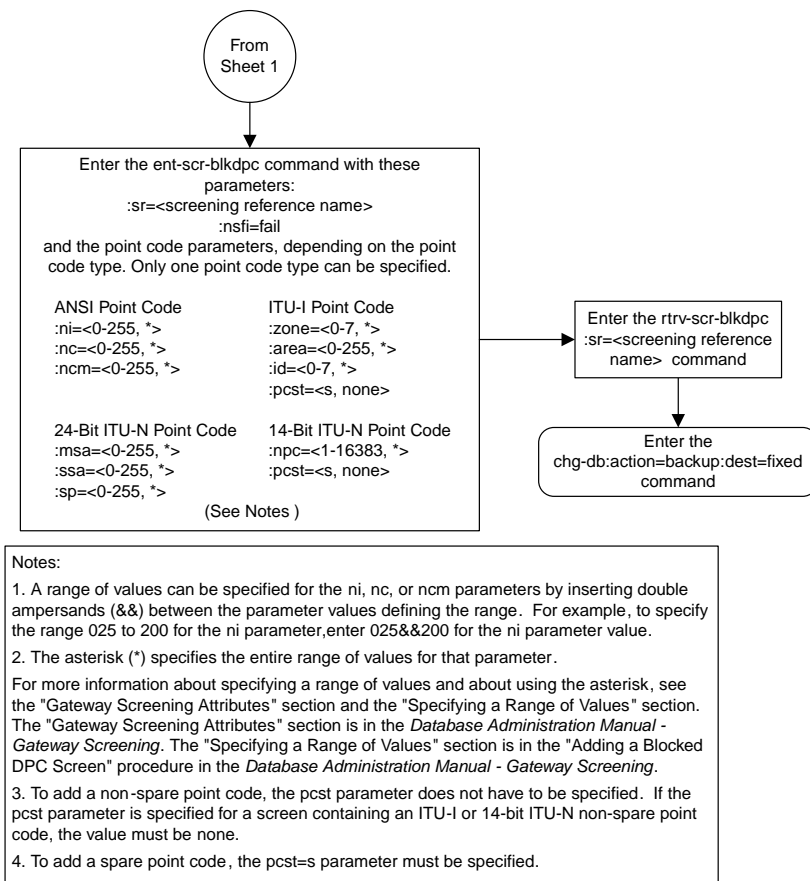 From
Sheet 1
Enter the ent-scr-blkdpc command with these
parameters:
:sr=<screening reference name>
:nsfi=fail
and the point code parameters, depending on the point
code type. Only one point code type can be specified.
ANSI Point Code
:ni=<0-255, *>
:nc=<0-255, *>
:ncm=<0-255, *>
ITU-I Point Code
:zone=<0-7, *>
:area=<0-255, *>
:id=<0-7, *>
:pcst=<s, none>
24-Bit ITU-N Point Code
:msa=<0-255, *>
:ssa=<0-255, *>
:sp=<0-255, *>
14-Bit ITU-N Point Code
:npc=<1-16383, *>
:pcst=<s, none>
(See Notes )
Enter the rtrv-scr-blkdpc
:sr=<screening reference
name>  command
Enter the
chg-db:action=backup:dest=fixed
command
Notes:
1. A range of values can be specified for the ni, nc, or ncm parameters by inserting double
ampersands (&&) between the parameter values defining the range.  For example, to specify
the range 025 to 200 for the ni parameter,enter 025&&200 for the ni parameter value.
2. The asterisk (*) specifies the entire range of values for that parameter.
For more information about specifying a range of values and about using the asterisk, see
the "Gateway Screening Attributes" section and the "Specifying a Range of Values" section.
The "Gateway Screening Attributes" section is in the Database Administration Manual -
Gateway Screening. The "Specifying a Range of Values" section is in the "Adding a Blocked
DPC Screen" procedure in the Database Administration Manual - Gateway Screening.
3. To add a non-spare point code, the pcst parameter does not have to be specified.  If the
pcst parameter is specified for a screen containing an ITU-I or 14-bit ITU-N non-spare point
code, the value must be none.
4. To add a spare point code, the pcst=s parameter must be specified.